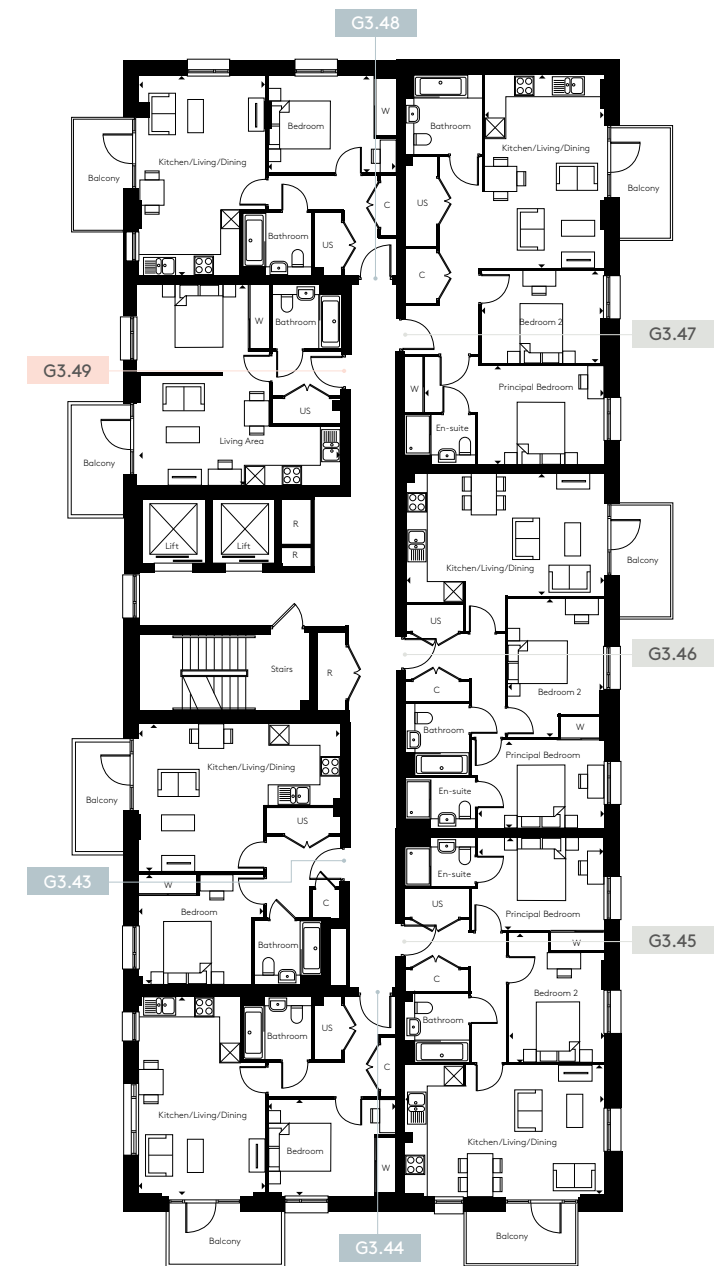 G3.48
W
Bedroom
Bathroom
Kitchen/Living/Dining
Kitchen/Living/Dining
Balcony
Balcony
C
US
Bathroom
US
C
W
Bathroom
Bedroom 2
G3.47
G3.49
Principal Bedroom
W
US
En-suite
Living Area
Balcony
R
Lift
Lift
R
Balcony
Kitchen/Living/Dining
US
G3.46
Stairs
R
C
Bedroom 2
Bathroom
W
Principal Bedroom
Kitchen/Living/Dining
En-suite
Balcony
US
En-suite
G3.43
W
C
US
Bedroom
Principal Bedroom
Bathroom
G3.45
W
C
Bedroom 2
Bathroom
US
Bathroom
C
Kitchen/Living/Dining
Kitchen/Living/Dining
Bedroom
W
Balcony
Balcony
G3.44